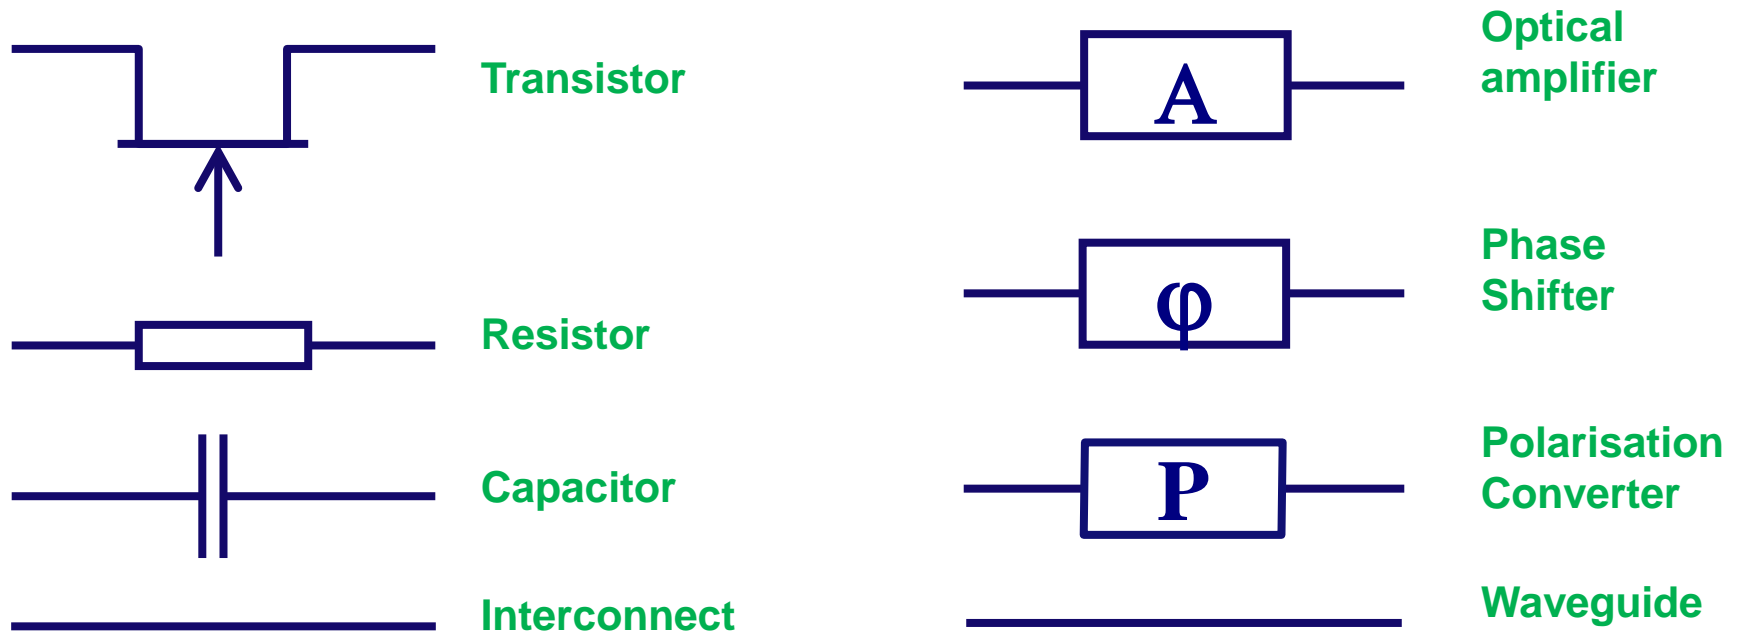 Transistor
Resistor
Capacitor
Interconnect
A
Optical
amplifier
φ
Phase
Shifter
P
Polarisation
Converter
Waveguide